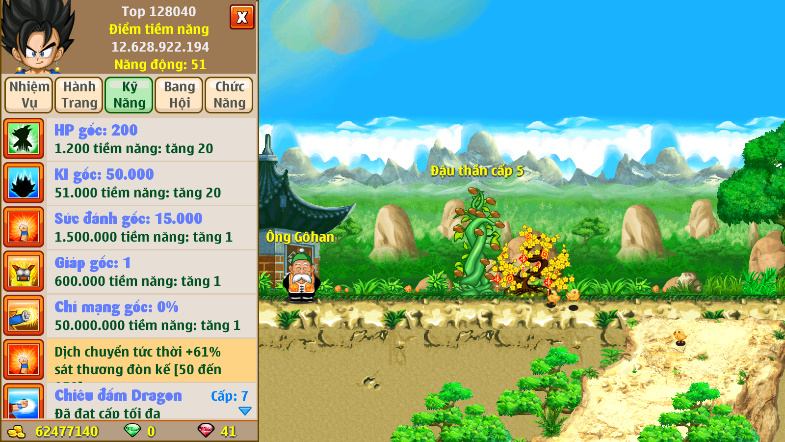 Top 128040
Điểm tiềm năng
12.628.922.194
Năng động: 51
X
Nhiệm Vụ
Hành Trang
Kỹ Năng
Bang Hội
Chức Năng
HP gốc: 200
1.200 tiềm năng: tăng 20
KI gốc: 50.000
51.000 tiềm năng: tăng 20
Sức đánh gốc: 15.000
1.500.000 tiềm năng: tăng 1
Giáp gốc: 1
600.000 tiềm năng: tăng 1
Chí mạng gốc: 0%
50.000.000 tiềm năng: tăng 1
Dịch chuyển tức thời +61%
sát thương đòn kế [50 đến
Chiêu đấm Dragon Cấp: 7
Đã đạt cấp tối đa
62477140 0 41
Đậu thần cấp 5
Ông Gôhan